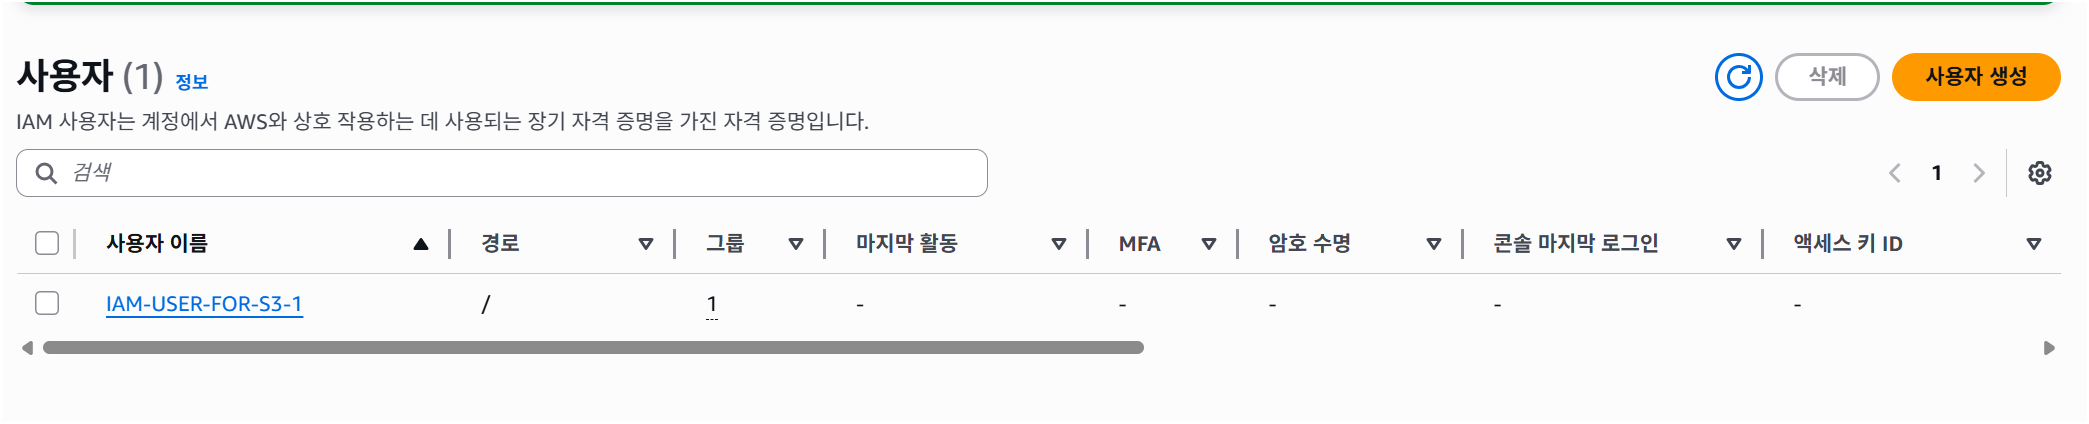 사용자 (1) 정보
삭제
사용자 생성
IAM 사용자는 계정에서 AWS와 상호 작용하는 데 사용되는 장기 자격 증명을 가진 자격 증명입니다.
검색
1
사용자 이름 경로 그룹 마지막 활동 MFA 암호 수명 콘솔 마지막 로그인 액세스 키 ID
IAM-USER-FOR-S3-1 / 1 - - - - -